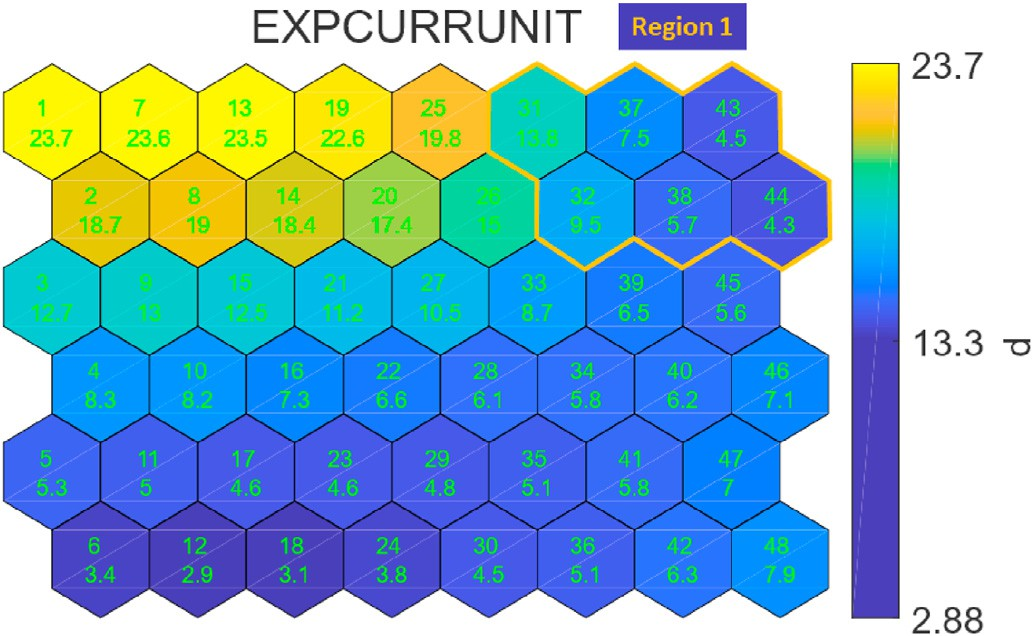 EXPCURRUNIT
Region 1
23.7
1 7 13 19 25 31 37 43
23.7 23.6 23.5 22.6 19.8 13.8 7.5 4.5
2 8 14 20 26 32 38 44
18.7 19 18.4 17.4 15 9.5 5.7 4.3
3 9 15 21 27 33 39 45
12.7 13 12.5 11.2 10.5 8.7 6.5 5.6
13.3
d
4 10 16 22 28 34 40 46
8.3 8.2 7.3 6.6 6.1 5.8 6.2 7.1
5 11 17 23 29 35 41 47
5.3 5 4.6 4.6 4.8 5.1 5.8 7
6 12 18 24 30 36 42 48
3.4 2.9 3.1 3.8 4.5 5.1 6.3 7.9
2.88